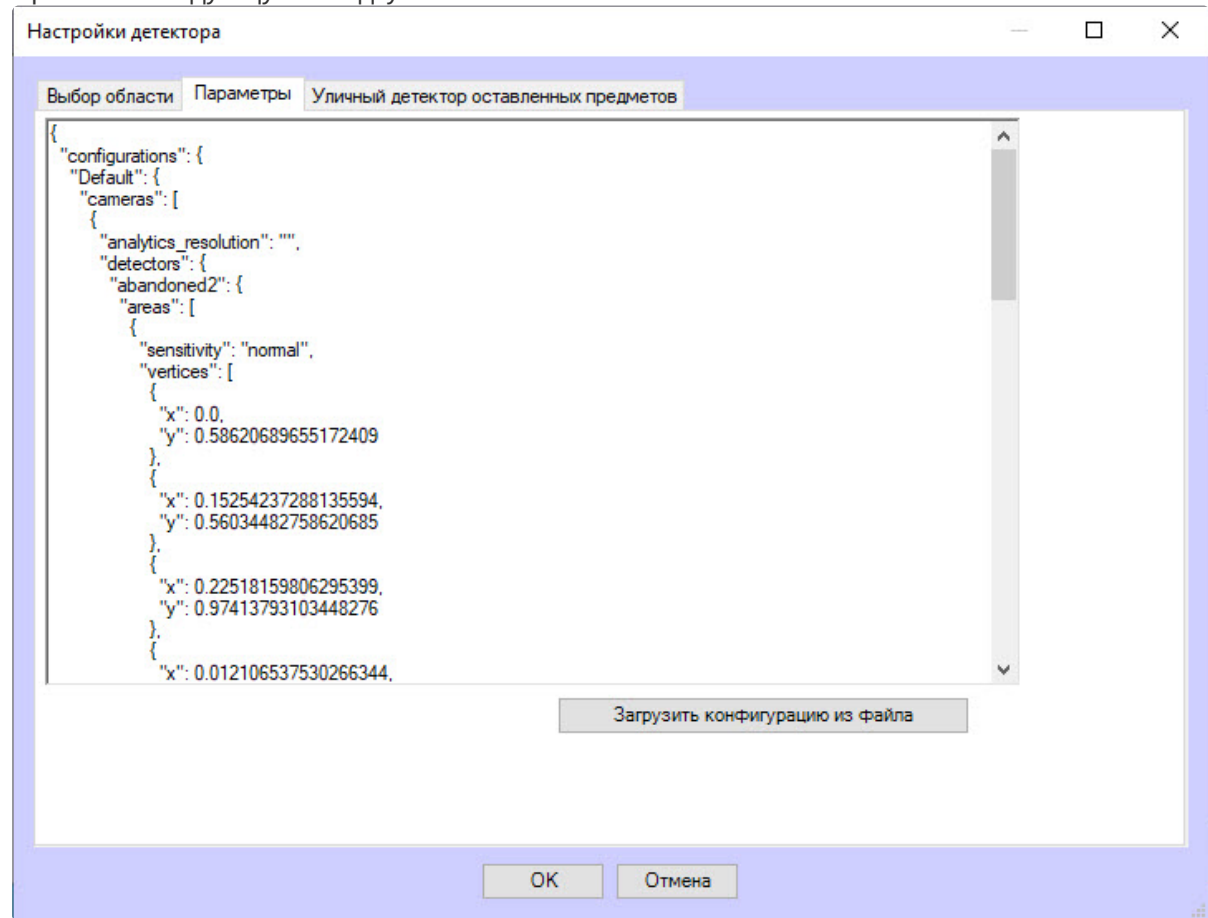 Настройки детектора
Выбор области Параметры Уличный детектор оставленных предметов
{
"configurations": {
"Default": {
"cameras": [
{
"analytics_resolution": "",
"detectors": {
"abandoned2": {
"areas": [
{
"sensitivity": "normal",
"vertices": [
{
"x": 0.0,
"y": 0.58620689655172409
},
{
"x": 0.15254237288135594,
"y": 0.56034482758620685
},
{
"x": 0.22518159806295399,
"y": 0.97413793103448276
},
{
"x": 0.012106537530266344,
Загрузить конфигурацию из файла
OK Отмена